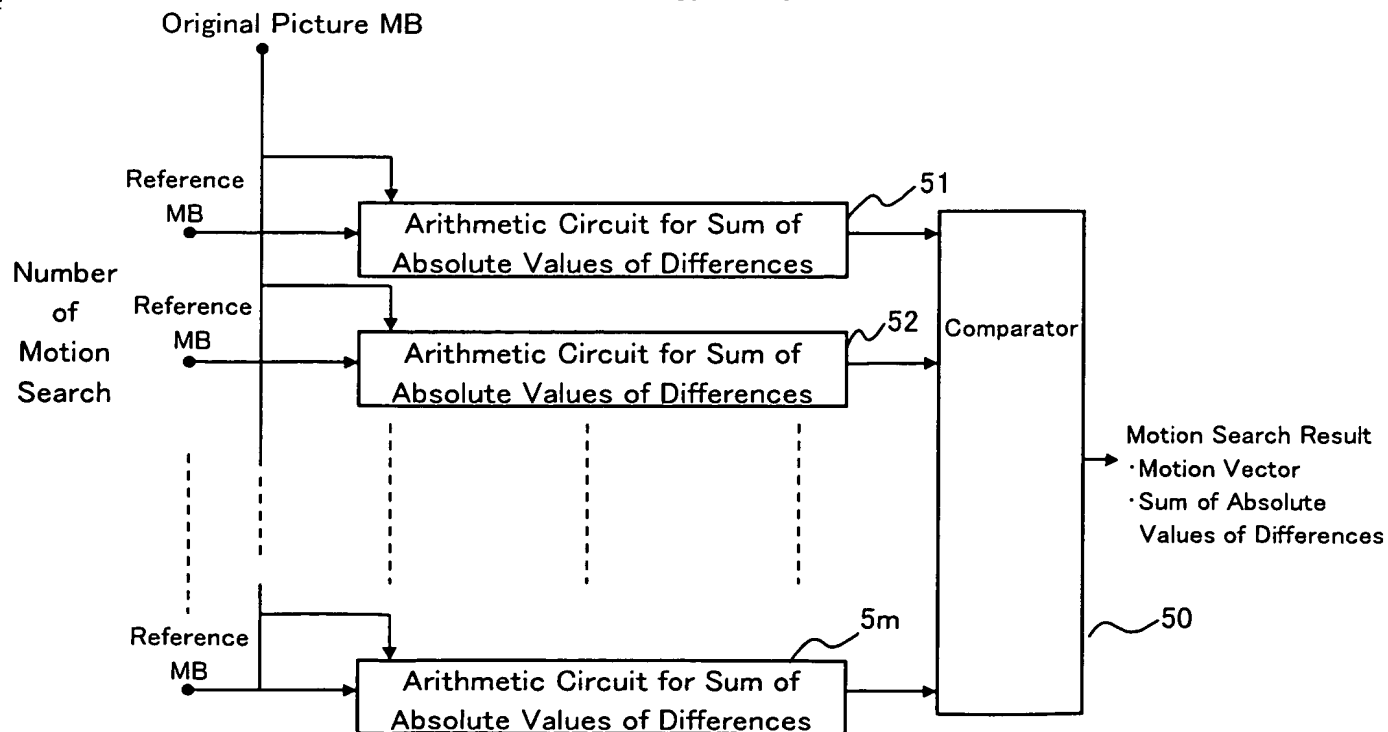 Original Picture MB
Reference
MB
51
Arithmetic Circuit for Sum of
Absolute Values of Differences
Number
of
Motion
Search
Reference
MB
52
Arithmetic Circuit for Sum of
Absolute Values of Differences
Comparator
Motion Search Result
・Motion Vector
・Sum of Absolute
Values of Differences
Reference
MB
5m
Arithmetic Circuit for Sum of
Absolute Values of Differences
50